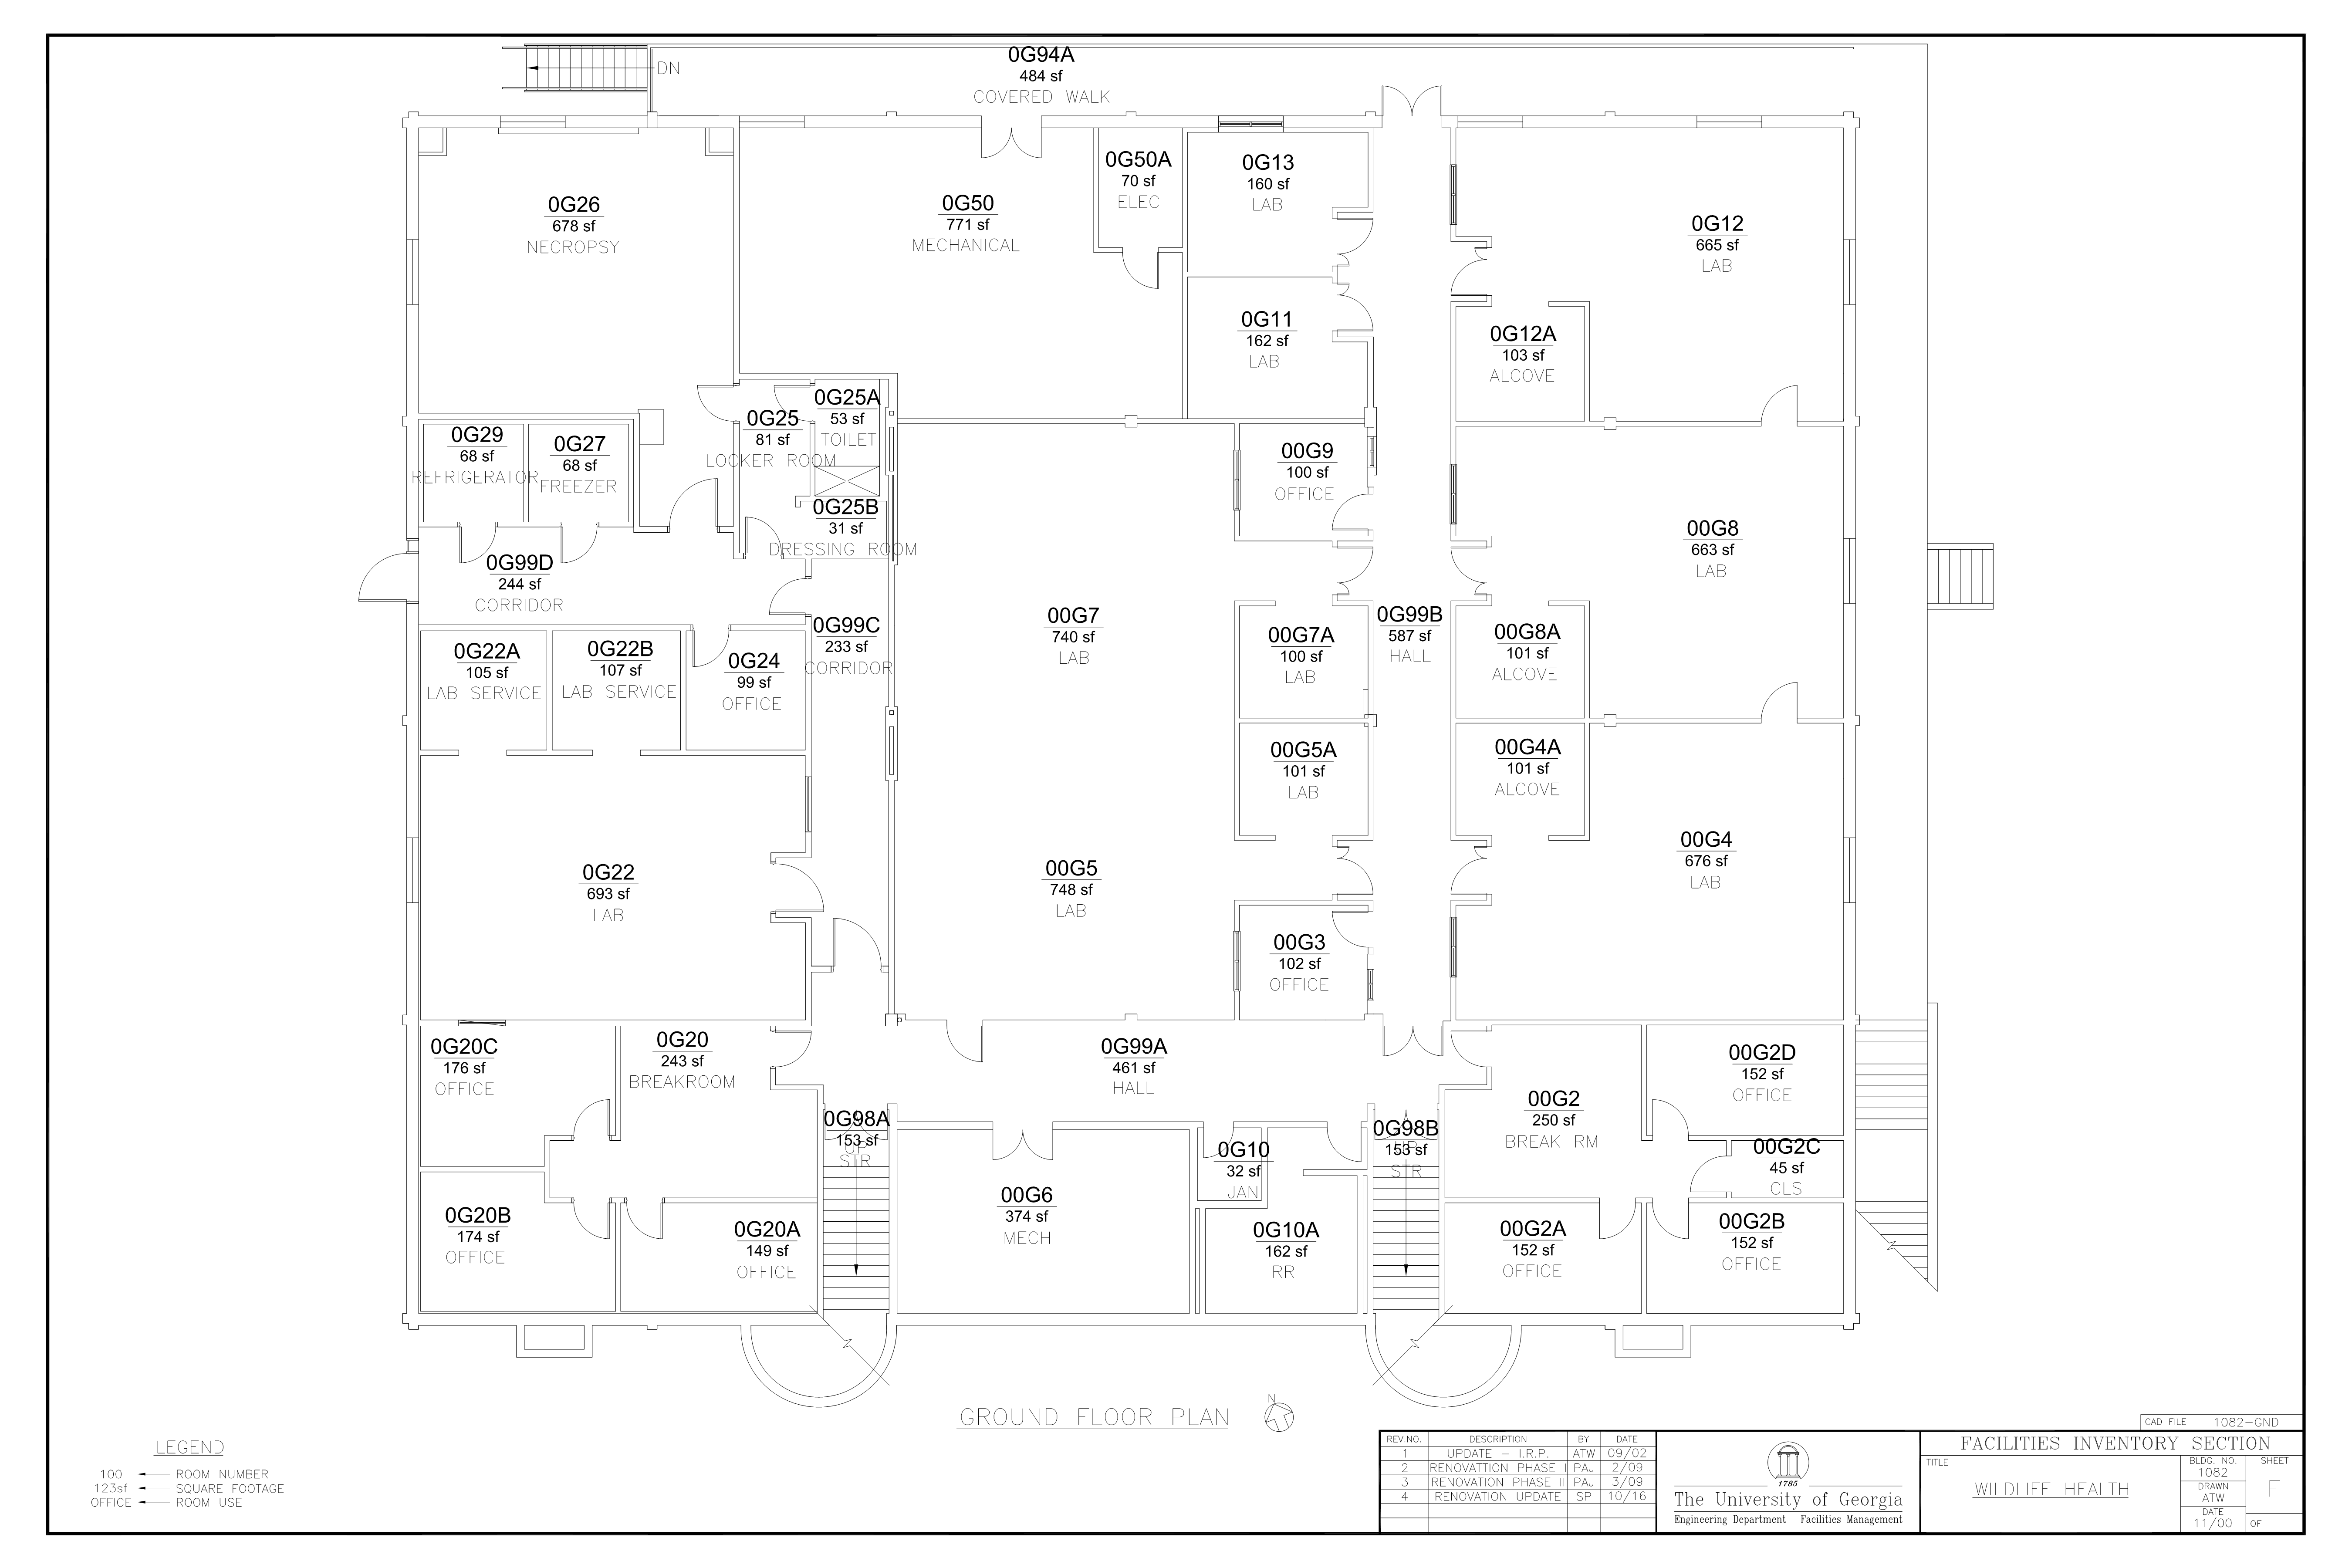 0G94A
484 sf
COVERED WALK
DN
0G26
678 sf
NECROPSY
0G50
771 sf
MECHANICAL
0G50A
70 sf
ELEC
0G13
160 sf
LAB
0G12
665 sf
LAB
0G11
162 sf
LAB
0G12A
103 sf
ALCOVE
0G25A
53 sf
TOILET
0G25
81 sf
LOCKER ROOM
0G29
68 sf
REFRIGERATOR
0G27
68 sf
FREEZER
00G9
100 sf
OFFICE
0G25B
31 sf
DRESSING ROOM
00G8
663 sf
LAB
0G99D
244 sf
CORRIDOR
0G99C
233 sf
CORRIDOR
00G7
740 sf
LAB
00G7A
100 sf
LAB
0G99B
587 sf
HALL
00G8A
101 sf
ALCOVE
0G22A
105 sf
LAB SERVICE
0G22B
107 sf
LAB SERVICE
0G24
99 sf
OFFICE
00G5A
101 sf
LAB
00G4A
101 sf
ALCOVE
0G22
693 sf
LAB
00G5
748 sf
LAB
00G4
676 sf
LAB
00G3
102 sf
OFFICE
0G20C
176 sf
OFFICE
0G20
243 sf
BREAKROOM
0G99A
461 sf
HALL
00G2D
152 sf
OFFICE
00G2
250 sf
BREAK RM
0G98A
153 sf
UP
STR
0G10
32 sf
JAN
0G98B
153 sf
UP
STR
00G2C
45 sf
CLS
00G6
374 sf
MECH
0G20B
174 sf
OFFICE
0G20A
149 sf
OFFICE
0G10A
162 sf
RR
00G2A
152 sf
OFFICE
00G2B
152 sf
OFFICE
GROUND FLOOR PLAN
N
LEGEND
100 ROOM NUMBER
123sf SQUARE FOOTAGE
OFFICE ROOM USE
CAD FILE 1082-GND
REV.NO. DESCRIPTION BY DATE
1 UPDATE - I.R.P. ATW 09/02
2 RENOVATTION PHASE I PAJ 2/09
3 RENOVATION PHASE II PAJ 3/09
4 RENOVATION UPDATE SP 10/16
1785
The University of Georgia
Engineering Department Facilities Management
FACILITIES INVENTORY SECTION
TITLE
WILDLIFE HEALTH
BLDG. NO.
1082
DRAWN
ATW
DATE
11/00
SHEET
F
OF